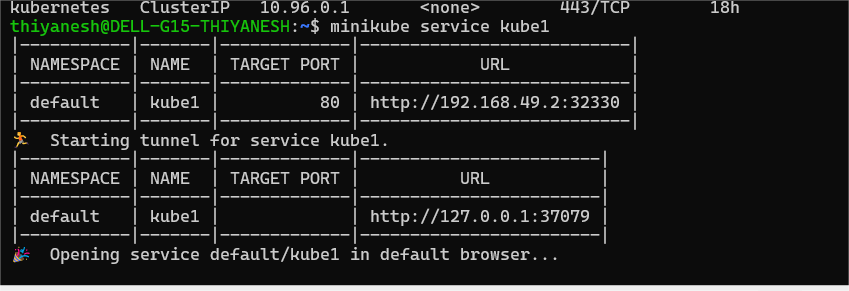 kubernetes   ClusterIP   10.96.0.1       <none>        443/TCP        18h
thiyanesh@DELL-G15-THIYANESH:~$ minikube service kube1
|-----------|-------|-------------|---------------------------|
| NAMESPACE | NAME  | TARGET PORT |            URL            |
|-----------|-------|-------------|---------------------------|
| default   | kube1 |          80 | http://192.168.49.2:32330 |
|-----------|-------|-------------|---------------------------|
🏃  Starting tunnel for service kube1.
|-----------|-------|-------------|------------------------|
| NAMESPACE | NAME  | TARGET PORT |          URL           |
|-----------|-------|-------------|------------------------|
| default   | kube1 |             | http://127.0.0.1:37079 |
|-----------|-------|-------------|------------------------|
🎉  Opening service default/kube1 in default browser...